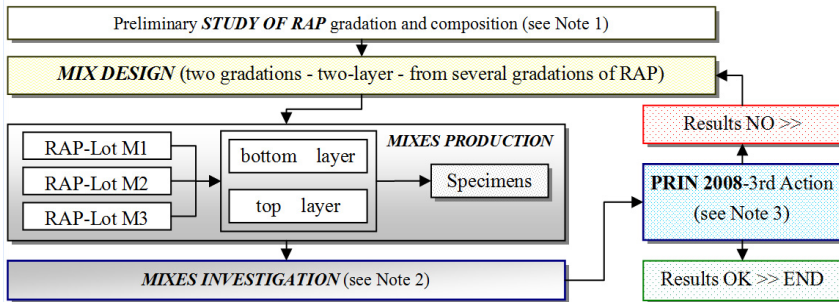 Preliminary STUDY OF RAP gradation and composition (see Note 1)
MIX DESIGN (two gradations - two-layer - from several gradations of RAP)
MIXES PRODUCTION
RAP-Lot M1
RAP-Lot M2
RAP-Lot M3
bottom layer
top layer
Specimens
MIXES INVESTIGATION (see Note 2)
Results NO >>
PRIN 2008-3rd Action
(see Note 3)
Results OK >> END